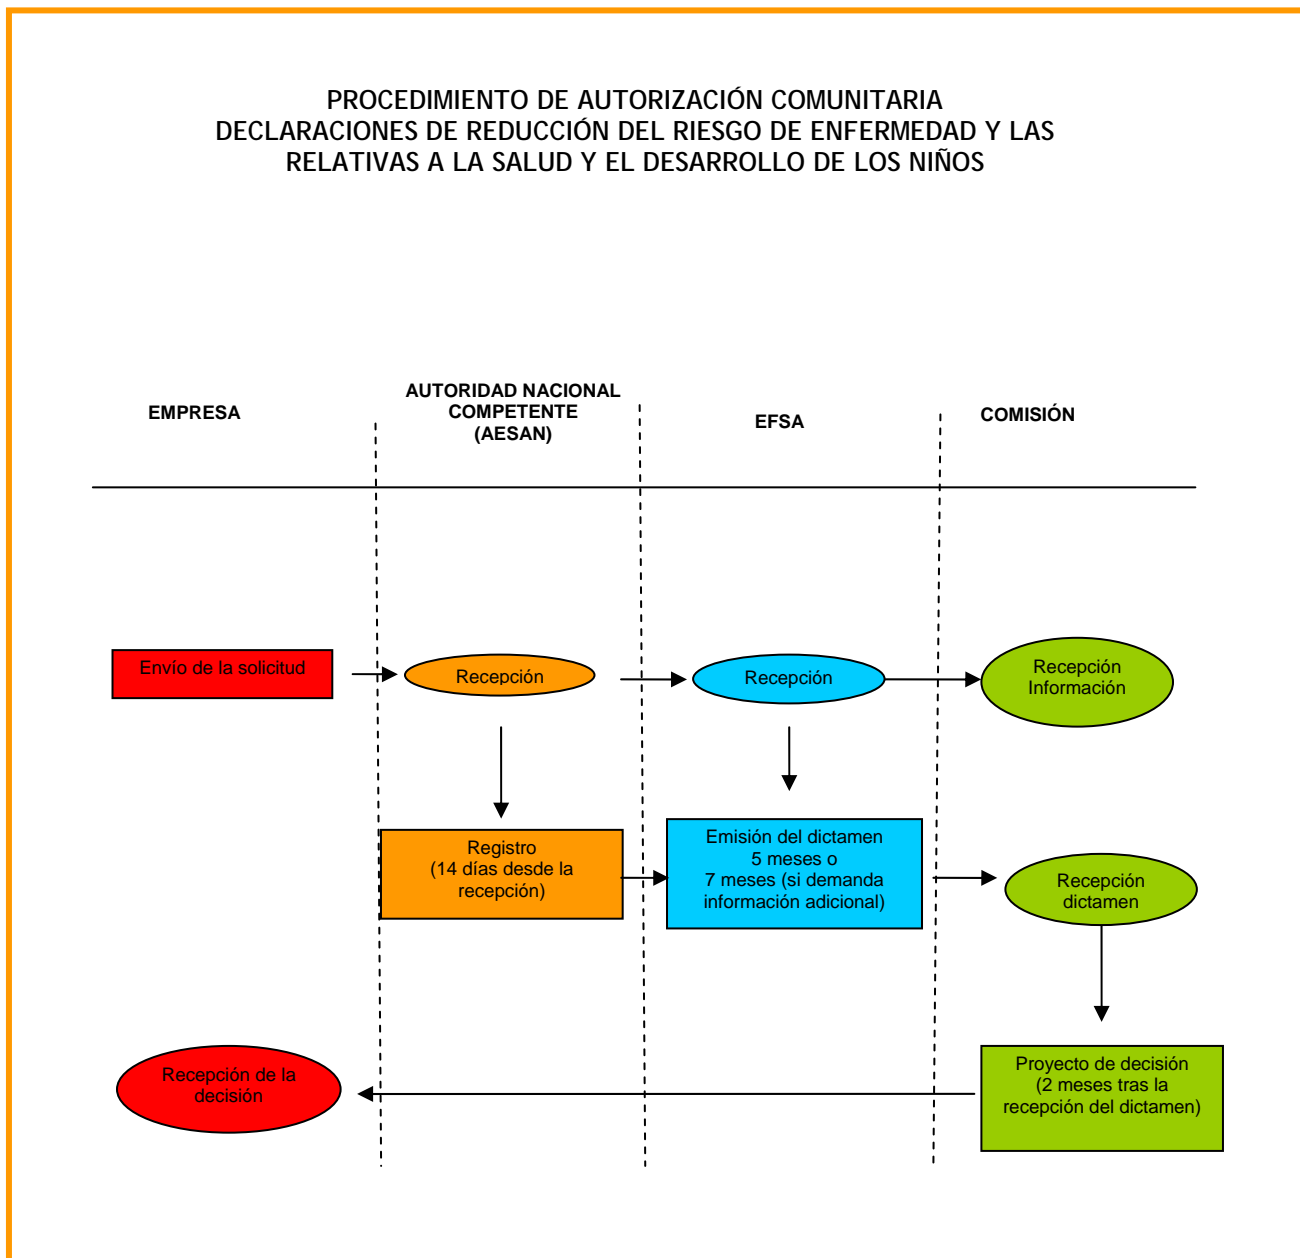 PROCEDIMIENTO DE AUTORIZACIÓN COMUNITARIA
DECLARACIONES DE REDUCCIÓN DEL RIESGO DE ENFERMEDAD Y LAS
RELATIVAS A LA SALUD Y EL DESARROLLO DE LOS NIÑOS
EMPRESA
AUTORIDAD NACIONAL
COMPETENTE
(AESAN)
EFSA
COMISIÓN
Envío de la solicitud
Recepción
Recepción
Recepción
Información
Registro
(14 días desde la
recepción)
Emisión del dictamen
5 meses o
7 meses (si demanda
información adicional)
Recepción
dictamen
Recepción de la
decisión
Proyecto de decisión
(2 meses tras la
recepción del dictamen)